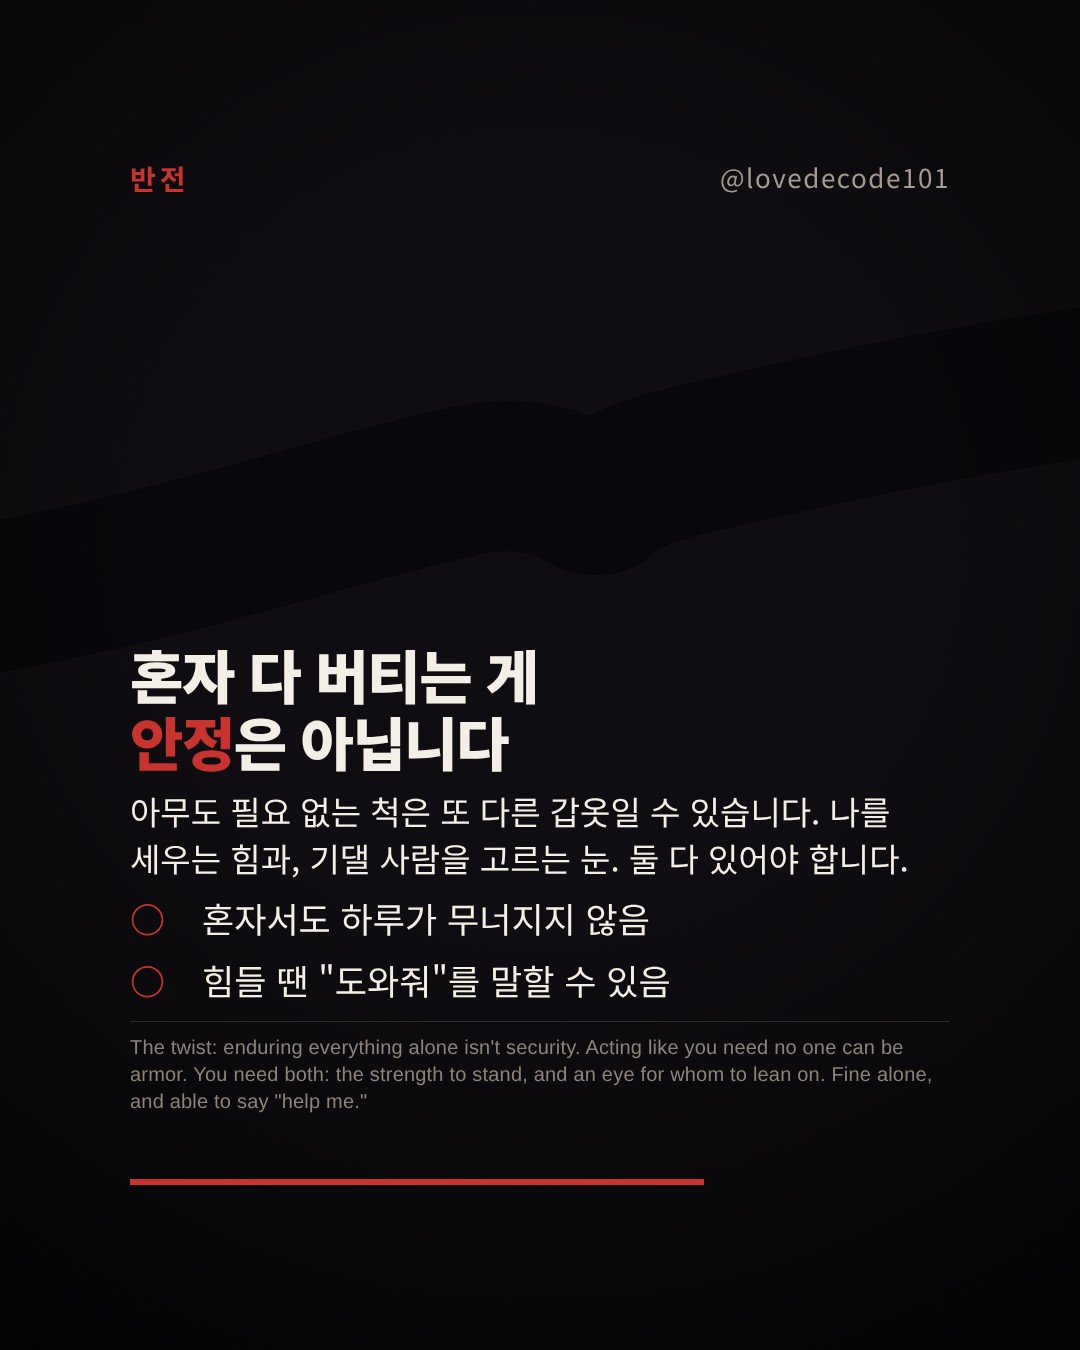 반전
@lovedecode101
혼자 다 버티는 게
안정은 아닙니다
아무도 필요 없는 척은 또 다른 갑옷일 수 있습니다. 나를
세우는 힘과, 기댈 사람을 고르는 눈. 둘 다 있어야 합니다.
○ 혼자서도 하루가 무너지지 않음
○ 힘들 땐 "도와줘"를 말할 수 있음
The twist: enduring everything alone isn't security. Acting like you need no one can be
armor. You need both: the strength to stand, and an eye for whom to lean on. Fine alone,
and able to say "help me."